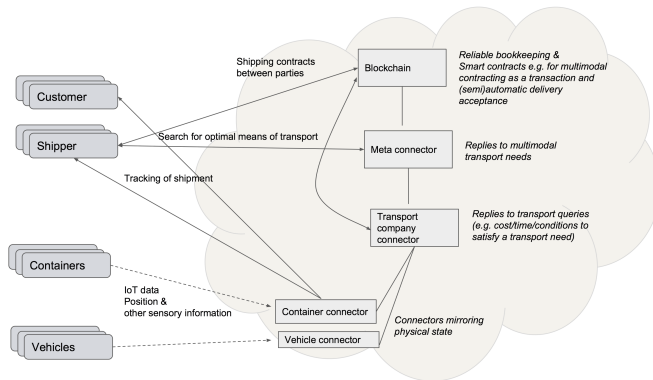 Shipping contracts
between parties
Blockchain
Reliable bookkeeping &
Smart contracts e.g. for multimodal
contracting as a transaction and
(semi)automatic delivery
acceptance
Customer
Shipper
Search for optimal means of transport
Meta connector
Replies to multimodal
transport needs
Tracking of shipment
Transport
company
connector
Replies to transport queries
(e.g. cost/time/conditions to
satisfy a transport need)
Containers
IoT data
Position &
other sensory information
Container connector
Connectors mirroring
physical state
Vehicles
Vehicle connector